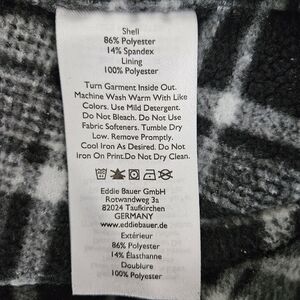 Shell
86% Polyester
14% Spandex
Lining
100% Polyester
Turn Garment Inside Out.
Machine Wash Warm With Like
Colors. Use Mild Detergent.
Do Not Bleach. Do Not Use
Fabric Softeners. Tumble Dry
Low. Remove Promptly.
Cool Iron As Desired. Do Not
Iron On Print.Do Not Dry Clean.
Eddie Bauer GmbH
Rotwandweg 3a
82024 Taufkirchen
GERMANY
www.eddiebauer.de
Extérieur
86% Polyester
14% Élasthanne
Doublure
100% Polyester